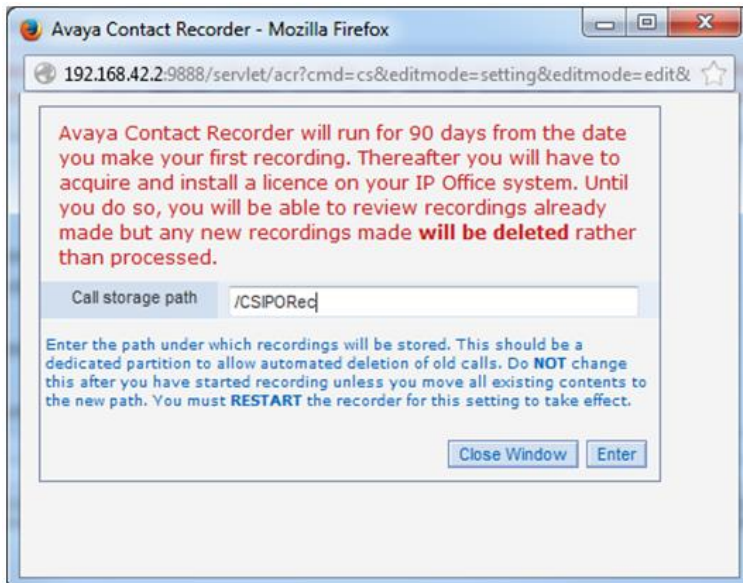 Avaya Contact Recorder - Mozilla Firefox
192.168.42.2:9888/servlet/acr?cmd=cs&editmode=setting&editmode=edit&
Avaya Contact Recorder will run for 90 days from the date
you make your first recording. Thereafter you will have to
acquire and install a licence on your IP Office system. Until
you do so, you will be able to review recordings already
made but any new recordings made will be deleted rather
than processed.
Call storage path /CSIPORec
Enter the path under which recordings will be stored. This should be a
dedicated partition to allow automated deletion of old calls. Do NOT change
this after you have started recording unless you move all existing contents to
the new path. You must RESTART the recorder for this setting to take effect.
Close Window Enter